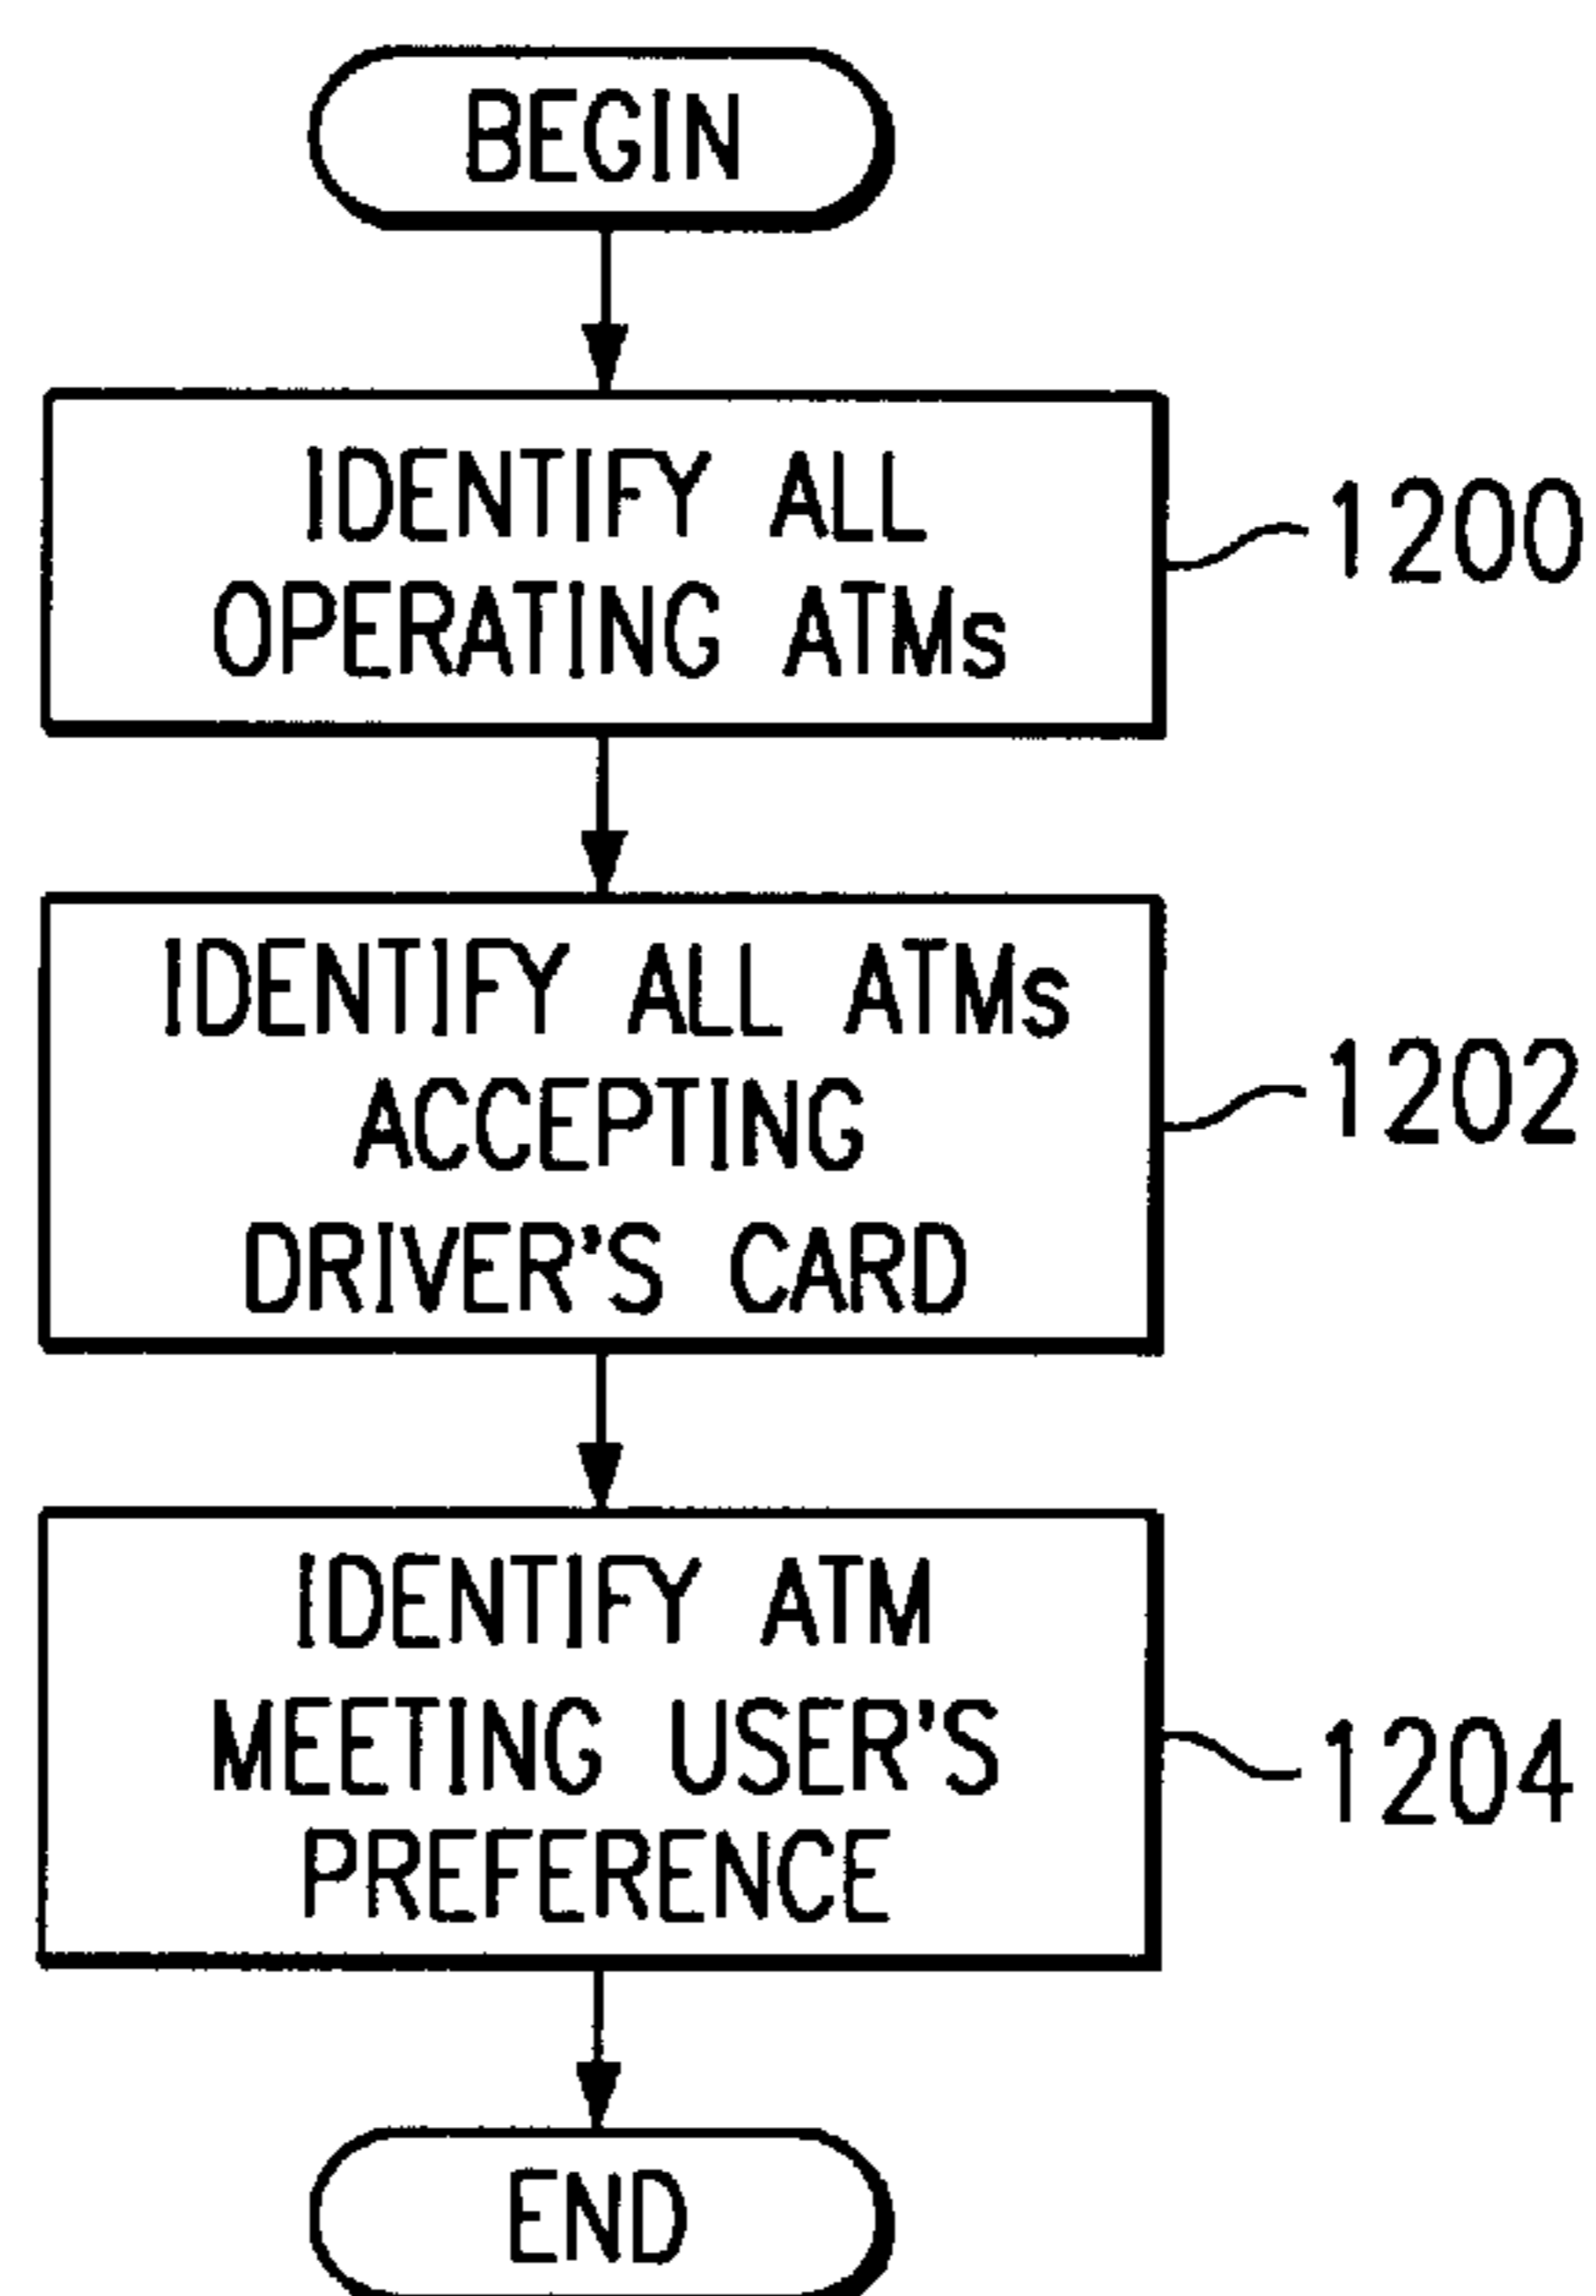 BEGIN
IDENTIFY ALL
OPERATING ATMs
1200
IDENTIFY ALL ATMs
ACCEPTING
DRIVER'S CARD
1202
IDENTIFY ATM
MEETING USER'S
PREFERENCE
1204
END